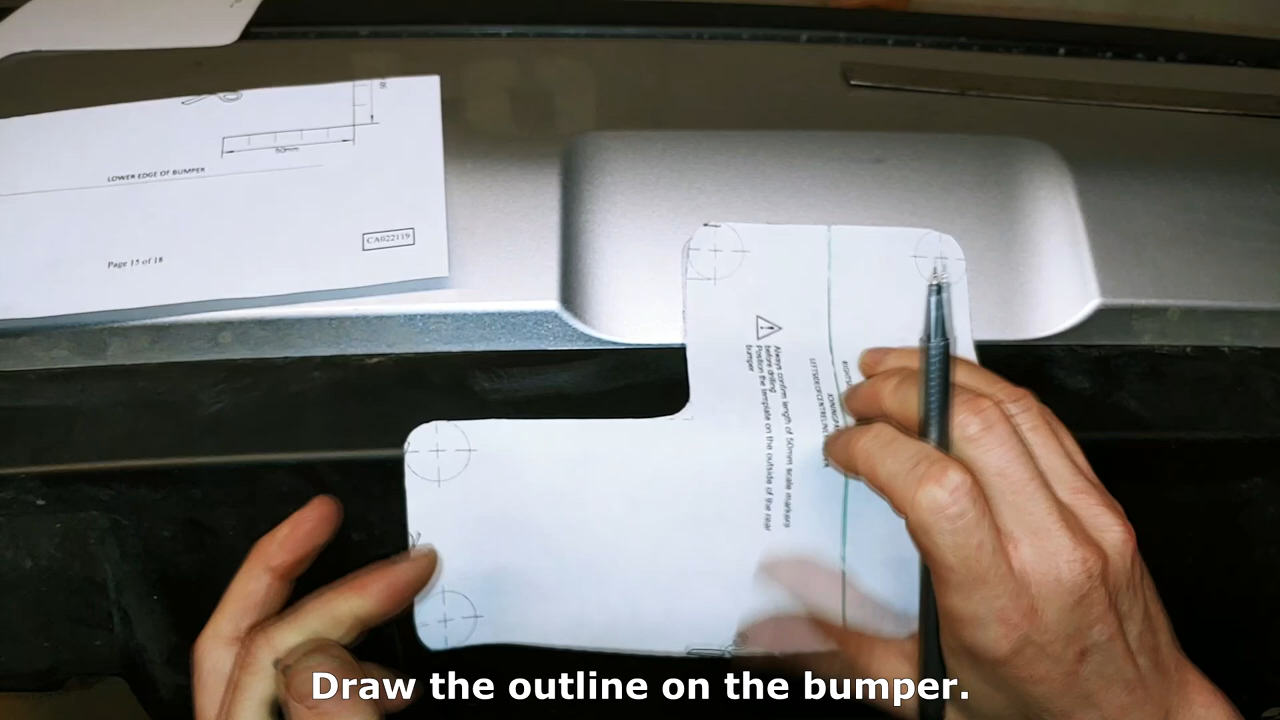 50mm
LOWER EDGE OF BUMPER
CA022119
Page 15 of 18
Always confirm length of 50mm scale markers
before drilling
Position the template on the outside of the rear
bumper
Draw the outline on the bumper.